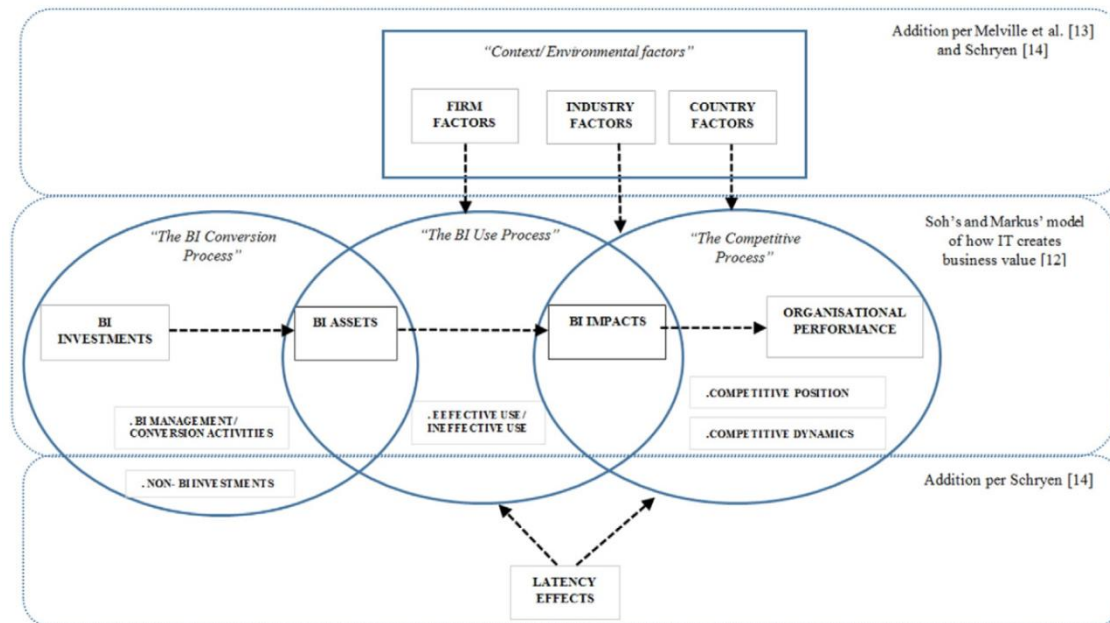 Addition per Melville et al. [13]
and Schryen [14]
“Context/ Environmental factors”
FIRM
FACTORS
INDUSTRY
FACTORS
COUNTRY
FACTORS
Soh’s and Markus’ model
of how IT creates
business value [12]
“The BI Conversion
Process”
“The BI Use Process”
“The Competitive
Process”
BI
INVESTMENTS
BI ASSETS
BI IMPACTS
ORGANISATIONAL
PERFORMANCE
. BI MANAGEMENT/
CONVERSION ACTIVITIES
. EFFECTIVE USE /
INEFFECTIVE USE
.COMPETITIVE POSITION
.COMPETITIVE DYNAMICS
. NON- BI INVESTMENTS
Addition per Schryen [14]
LATENCY
EFFECTS